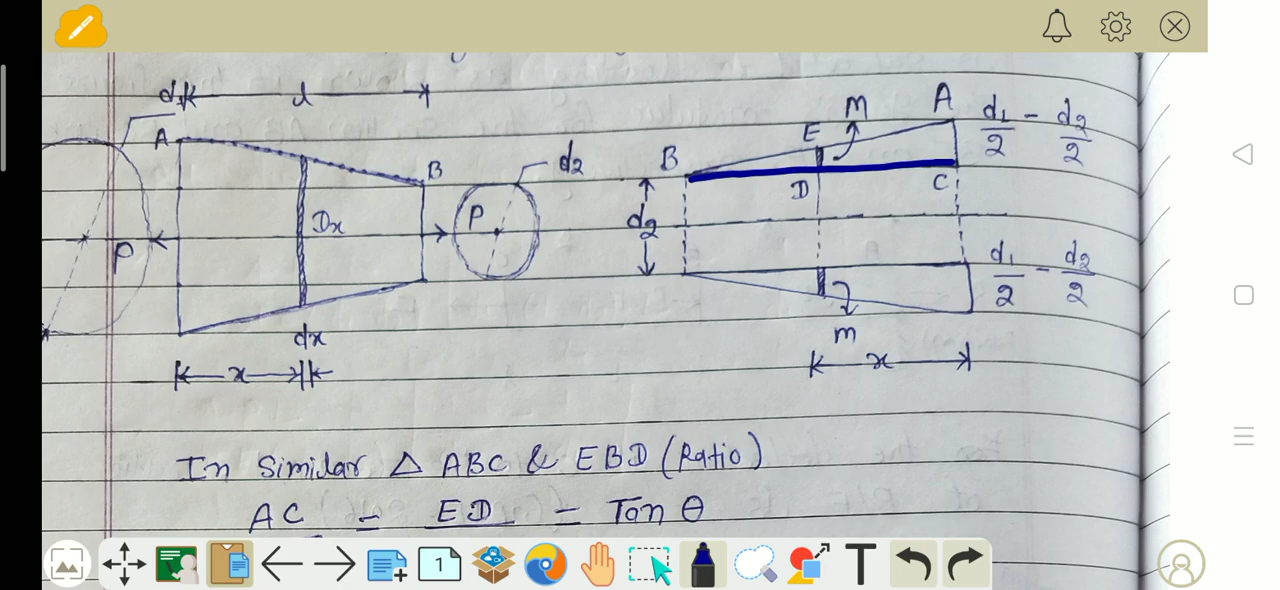 d₁ l
A
B
d₂
P
P
Dx
dx
x
B
E
M
A
d₁/2 - d₂/2
D
C
d₂
d₁/2 - d₂/2
m
x
In Similar △ ABC & EBD (Ratio)
AC = ED = Tan θ
1
T